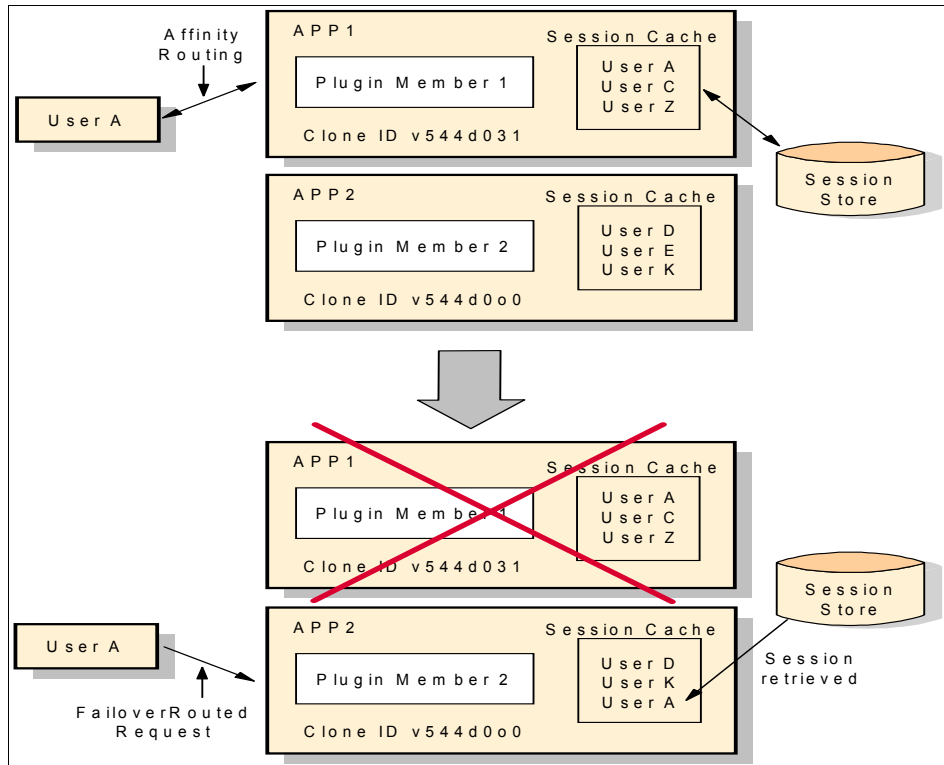 Affinity
Routing
User A
APP1
Session Cache
Plugin Member 1
User A
User C
User Z
Clone ID v544d031
Session
Store
APP2
Session Cache
Plugin Member 2
User D
User E
User K
Clone ID v544d0o0
APP1
Session Cache
Plugin Member 1
User A
User C
User Z
Clone ID v544d031
Session
Store
User A
APP2
Session Cache
Plugin Member 2
User D
User K
User A
Session
retrieved
FailoverRouted
Request
Clone ID v544d0o0